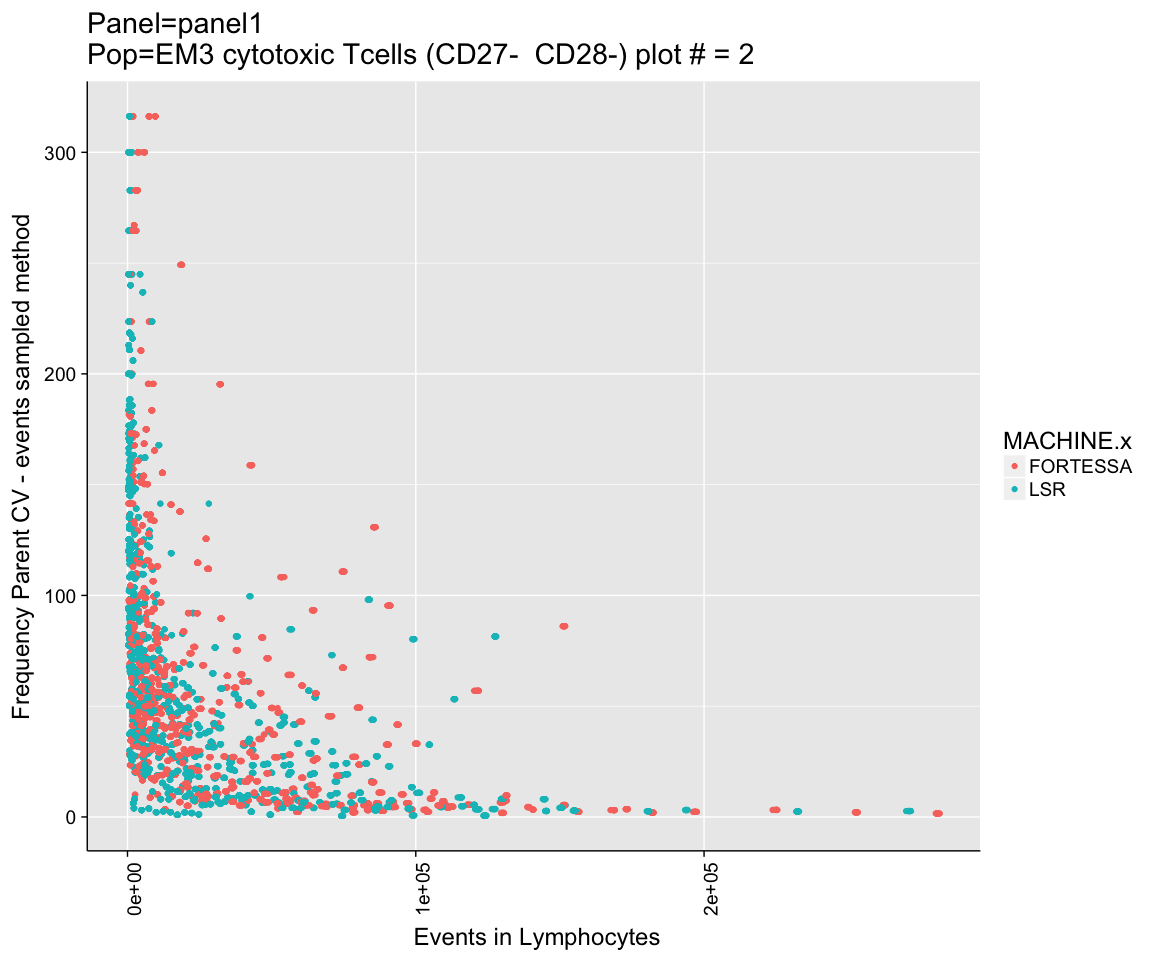 Panel=panel1
Pop=EM3 cytotoxic Tcells (CD27-  CD28-) plot # = 2
Frequency Parent CV - events sampled method
300
200
100
0
0e+00
1e+05
2e+05
Events in Lymphocytes
MACHINE.x
FORTESSA
LSR